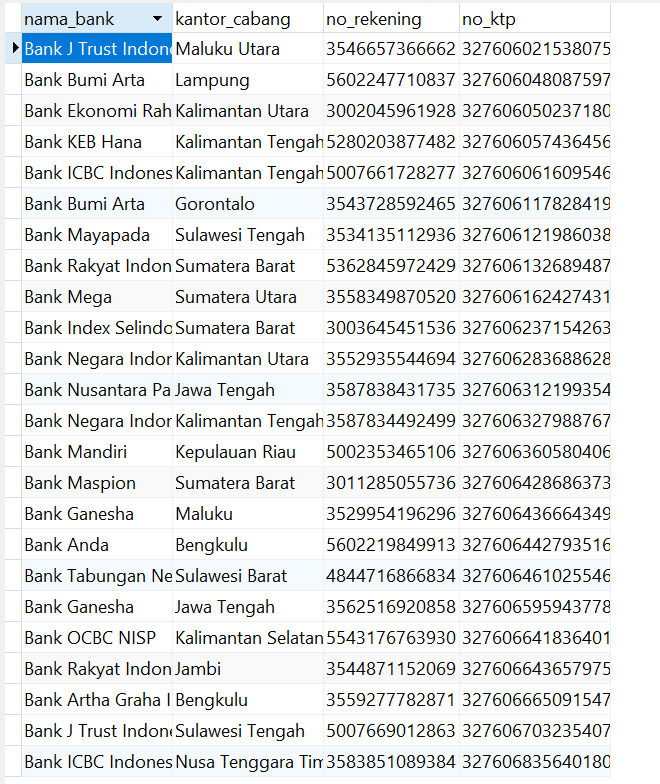 nama_bank kantor_cabang no_rekening no_ktp
Bank J Trust Indone Maluku Utara 3546657366662 327606021538075
Bank Bumi Arta Lampung 5602247710837 327606048087597
Bank Ekonomi Rah Kalimantan Utara 3002045961928 327606050237180
Bank KEB Hana Kalimantan Tengah 5280203877482 327606057436456
Bank ICBC Indones Kalimantan Tengah 5007661728277 327606061609546
Bank Bumi Arta Gorontalo 3543728592465 327606117828419
Bank Mayapada Sulawesi Tengah 3534135112936 327606121986038
Bank Rakyat Indon Sumatera Barat 5362845972429 327606132689487
Bank Mega Sumatera Utara 3558349870520 327606162427431
Bank Index Selindo Sumatera Barat 3003645451536 327606237154263
Bank Negara Indor Kalimantan Utara 3552935544694 327606283688628
Bank Nusantara Pa Jawa Tengah 3587838431735 327606312199354
Bank Negara Indor Kalimantan Tengah 3587834492499 327606327988767
Bank Mandiri Kepulauan Riau 5002353465106 327606360580406
Bank Maspion Sumatera Barat 3011285055736 327606428686373
Bank Ganesha Maluku 3529954196296 327606436664349
Bank Anda Bengkulu 5602219849913 327606442793516
Bank Tabungan Ne Sulawesi Barat 4844716866834 327606461025546
Bank Ganesha Jawa Tengah 3562516920858 327606595943778
Bank OCBC NISP Kalimantan Selatan 5543176763930 327606641836401
Bank Rakyat Indon Jambi 3544871152069 327606643657975
Bank Artha Graha I Bengkulu 3559277782871 327606665091547
Bank J Trust Indone Sulawesi Tengah 5007669012863 327606703235407
Bank ICBC Indones Nusa Tenggara Tim 3583851089384 327606835640180